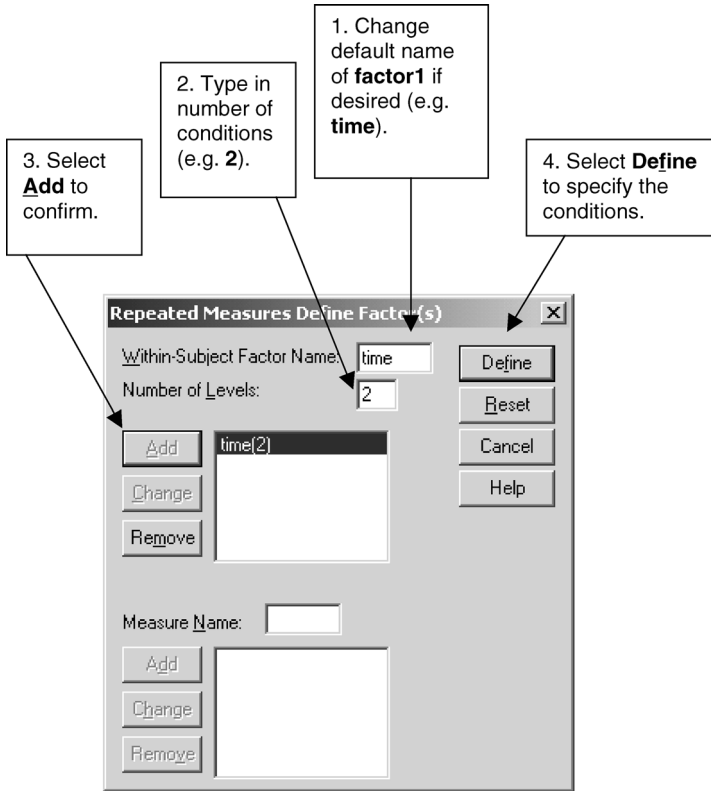 1. Change
default name
of factor1 if
desired (e.g.
time).
2. Type in
number of
conditions
(e.g. 2).
3. Select
Add to
confirm.
4. Select Define
to specify the
conditions.
Repeated Measures Define Factor(s)
Within-Subject Factor Name: time
Number of Levels: 2
Define
Reset
Cancel
Help
Add
time(2)
Change
Remove
Measure Name:
Add
Change
Remove